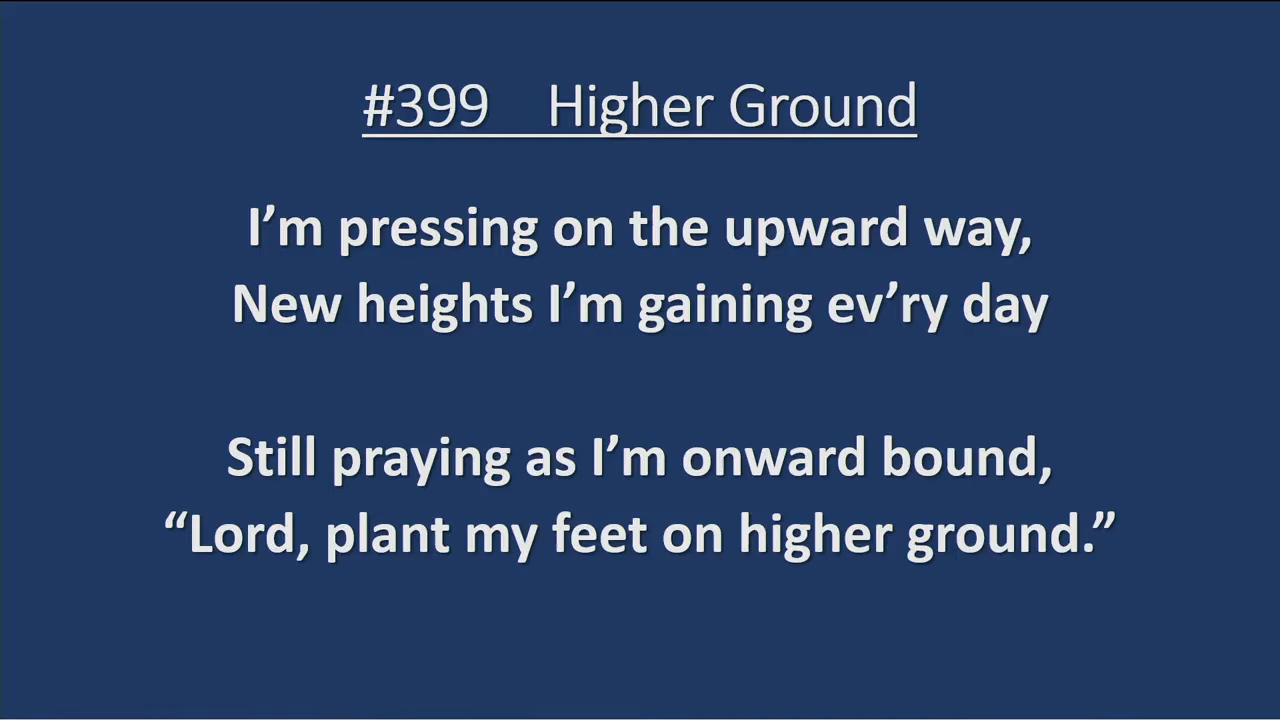 #399 Higher Ground
I’m pressing on the upward way,
New heights I’m gaining ev’ry day
Still praying as I’m onward bound,
“Lord, plant my feet on higher ground.”